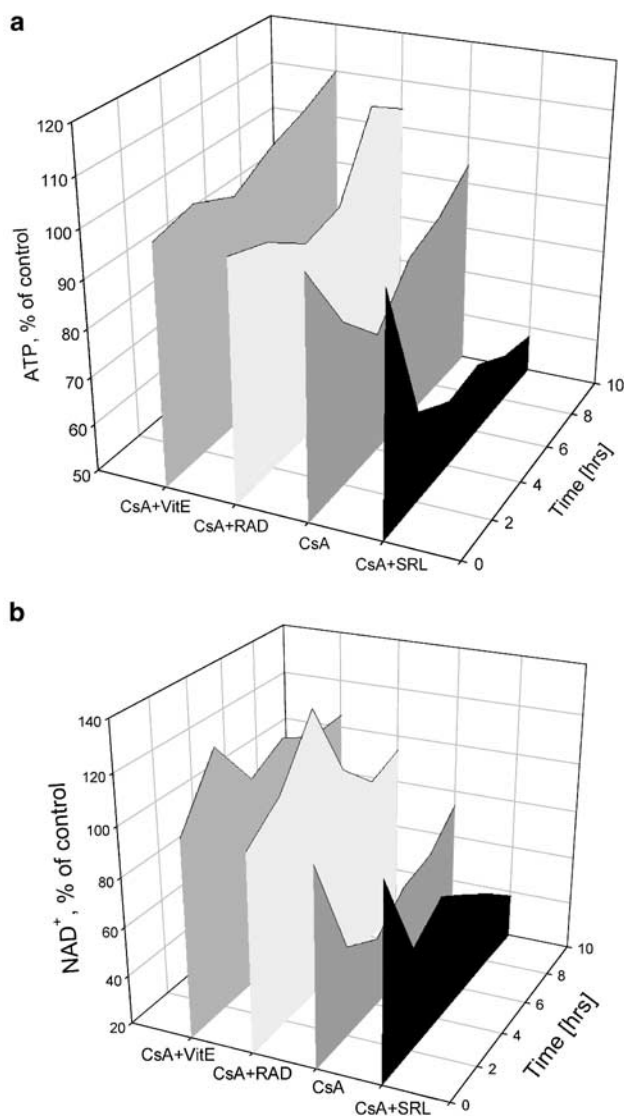 a
120
110
100
90
80
70
60
50
ATP, % of control
CsA+VitE
CsA+RAD
CsA
CsA+SRL
0
2
4
6
8
10
Time [hrs]
b
140
120
100
80
60
40
20
NAD⁺, % of control
CsA+VitE
CsA+RAD
CsA
CsA+SRL
0
2
4
6
8
10
Time [hrs]